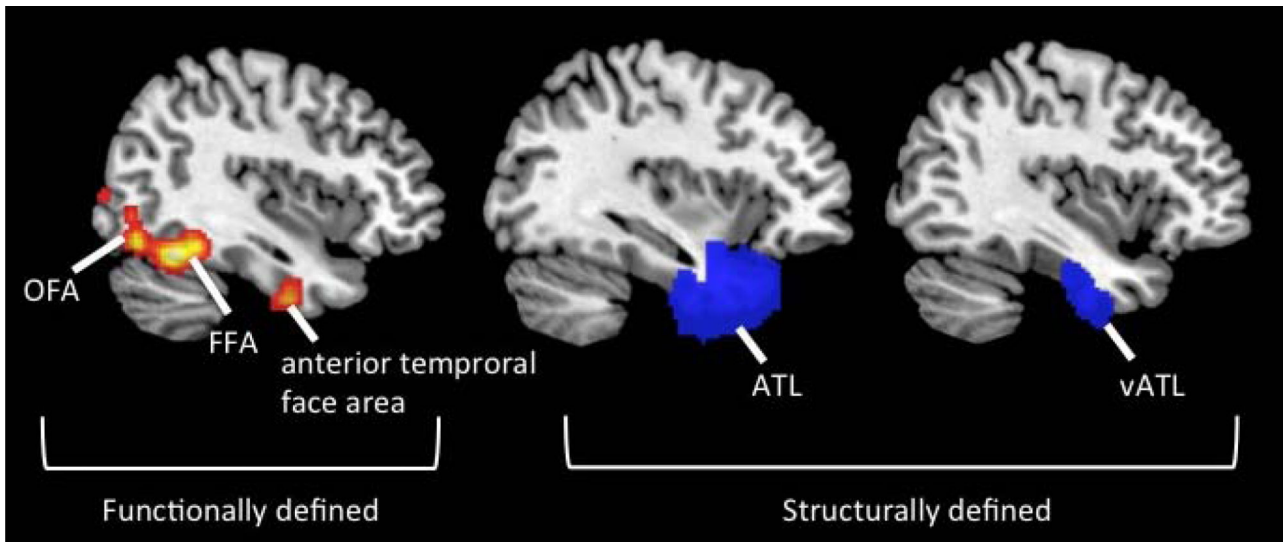 OFA
FFA
anterior temproral
face area
ATL
vATL
Functionally defined
Structurally defined